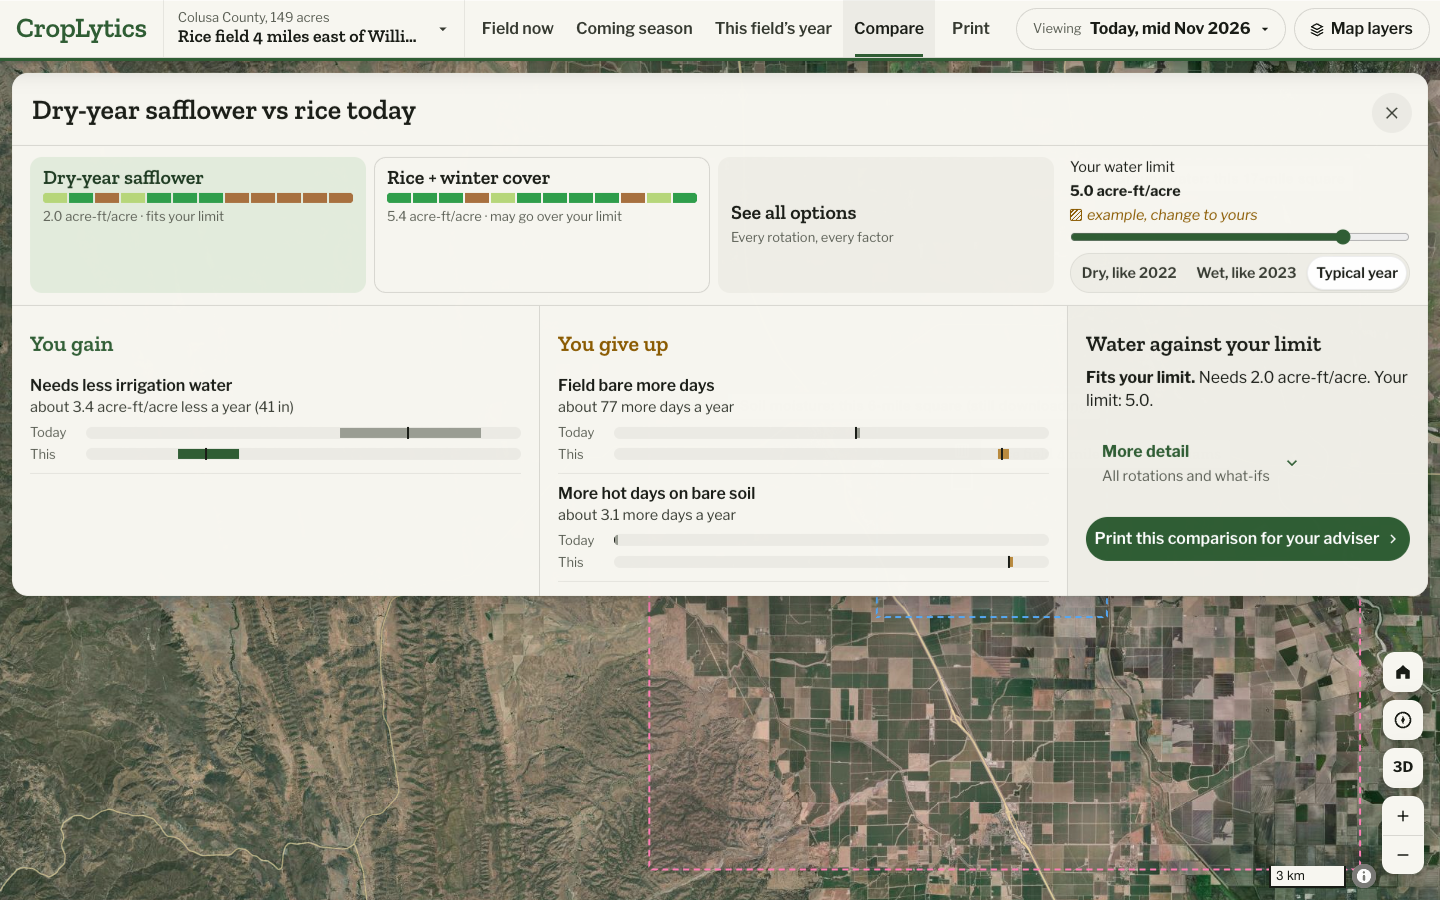 CropLytics
Colusa County, 149 acres
Rice field 4 miles east of Willi...
Field now
Coming season
This field's year
Compare
Print
Viewing Today, mid Nov 2026
Map layers
Dry-year safflower vs rice today
Dry-year safflower
2.0 acre-ft/acre · fits your limit
Rice + winter cover
5.4 acre-ft/acre · may go over your limit
See all options
Every rotation, every factor
Your water limit
5.0 acre-ft/acre
example, change to yours
Dry, like 2022
Wet, like 2023
Typical year
You gain
Needs less irrigation water
about 3.4 acre-ft/acre less a year (41 in)
Today
This
You give up
Field bare more days
about 77 more days a year
Today
This
More hot days on bare soil
about 3.1 more days a year
Today
This
Water against your limit
Fits your limit. Needs 2.0 acre-ft/acre. Your
limit: 5.0.
More detail
All rotations and what-ifs
Print this comparison for your adviser
3D
+
−
3 km